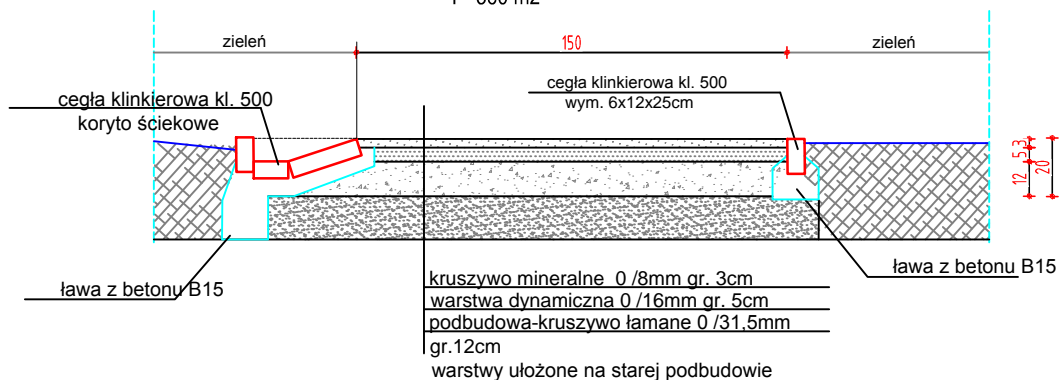 zieleń
150
zieleń
cegła klinkierowa kl. 500
koryto ściekowe
cegła klinkierowa kl. 500
wym. 6x12x25cm
3
5
12
20
ława z betonu B15
ława z betonu B15
kruszywo mineralne 0 /8mm gr. 3cm
warstwa dynamiczna 0 /16mm gr. 5cm
podbudowa-kruszywo łamane 0 /31,5mm
gr.12cm
warstwy ułożone na starej podbudowie